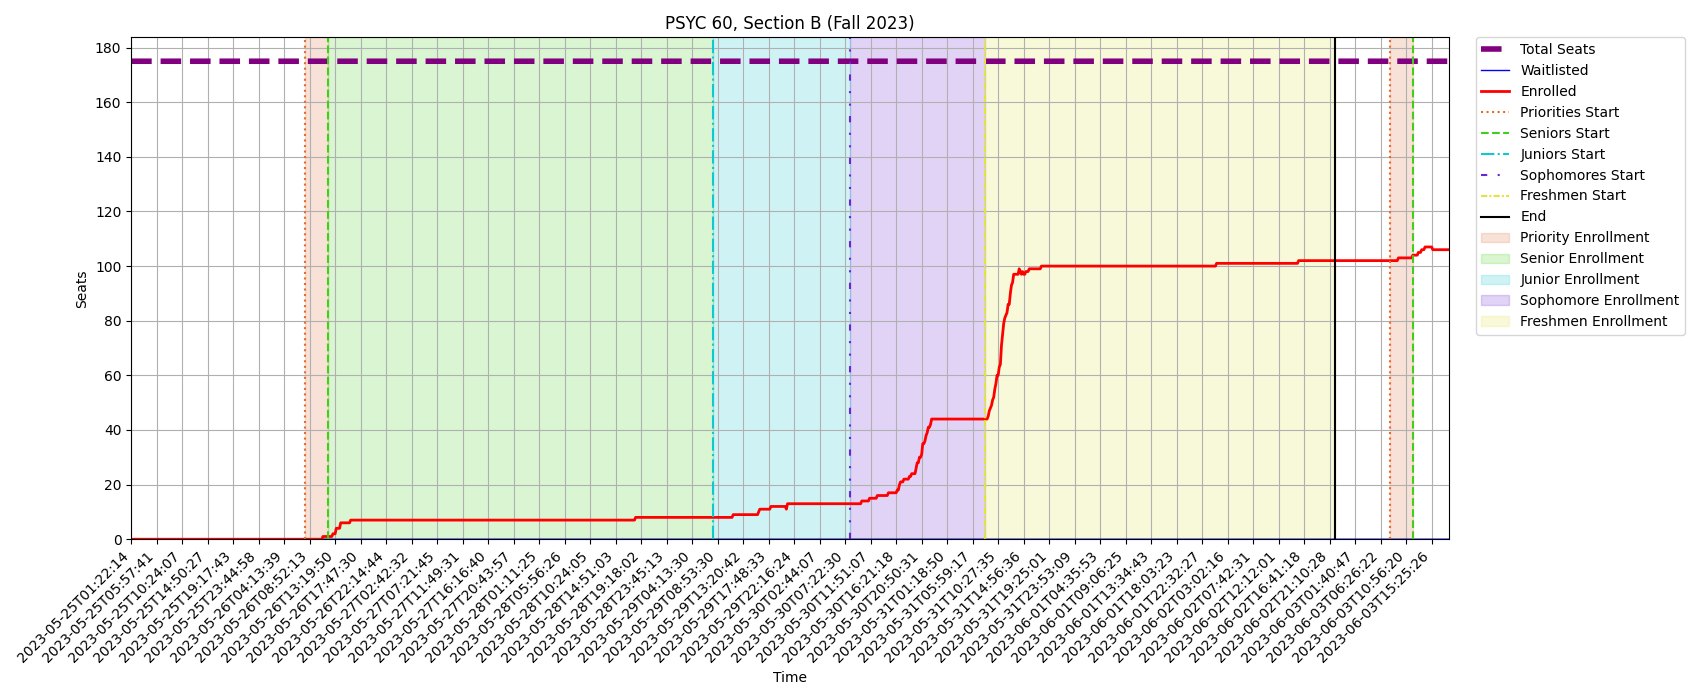 PSYC 60, Section B (Fall 2023)
180
160
140
120
100
80
60
40
20
0
Seats
2023-05-25T01:22:14
2023-05-25T05:57:41
2023-05-25T10:24:07
2023-05-25T14:50:27
2023-05-25T19:17:43
2023-05-25T23:44:58
2023-05-26T04:13:39
2023-05-26T08:52:13
2023-05-26T13:19:50
2023-05-26T17:47:30
2023-05-26T22:14:44
2023-05-27T02:42:32
2023-05-27T07:21:45
2023-05-27T11:49:31
2023-05-27T16:16:40
2023-05-27T20:43:57
2023-05-28T01:11:25
2023-05-28T05:56:26
2023-05-28T10:24:05
2023-05-28T14:51:03
2023-05-28T19:18:02
2023-05-28T23:45:13
2023-05-29T04:13:30
2023-05-29T08:53:30
2023-05-29T13:20:42
2023-05-29T17:48:33
2023-05-29T22:16:24
2023-05-30T02:44:07
2023-05-30T07:22:30
2023-05-30T11:51:07
2023-05-30T16:21:18
2023-05-30T20:50:31
2023-05-31T01:18:50
2023-05-31T05:59:17
2023-05-31T10:27:35
2023-05-31T14:56:36
2023-05-31T19:25:01
2023-05-31T23:53:09
2023-06-01T04:35:53
2023-06-01T09:06:25
2023-06-01T13:34:43
2023-06-01T18:03:23
2023-06-01T22:32:27
2023-06-02T03:02:16
2023-06-02T07:42:31
2023-06-02T12:12:01
2023-06-02T16:41:18
2023-06-02T21:10:28
2023-06-03T01:40:47
2023-06-03T06:26:22
2023-06-03T10:56:20
2023-06-03T15:25:26
Time
Total Seats
Waitlisted
Enrolled
Priorities Start
Seniors Start
Juniors Start
Sophomores Start
Freshmen Start
End
Priority Enrollment
Senior Enrollment
Junior Enrollment
Sophomore Enrollment
Freshmen Enrollment